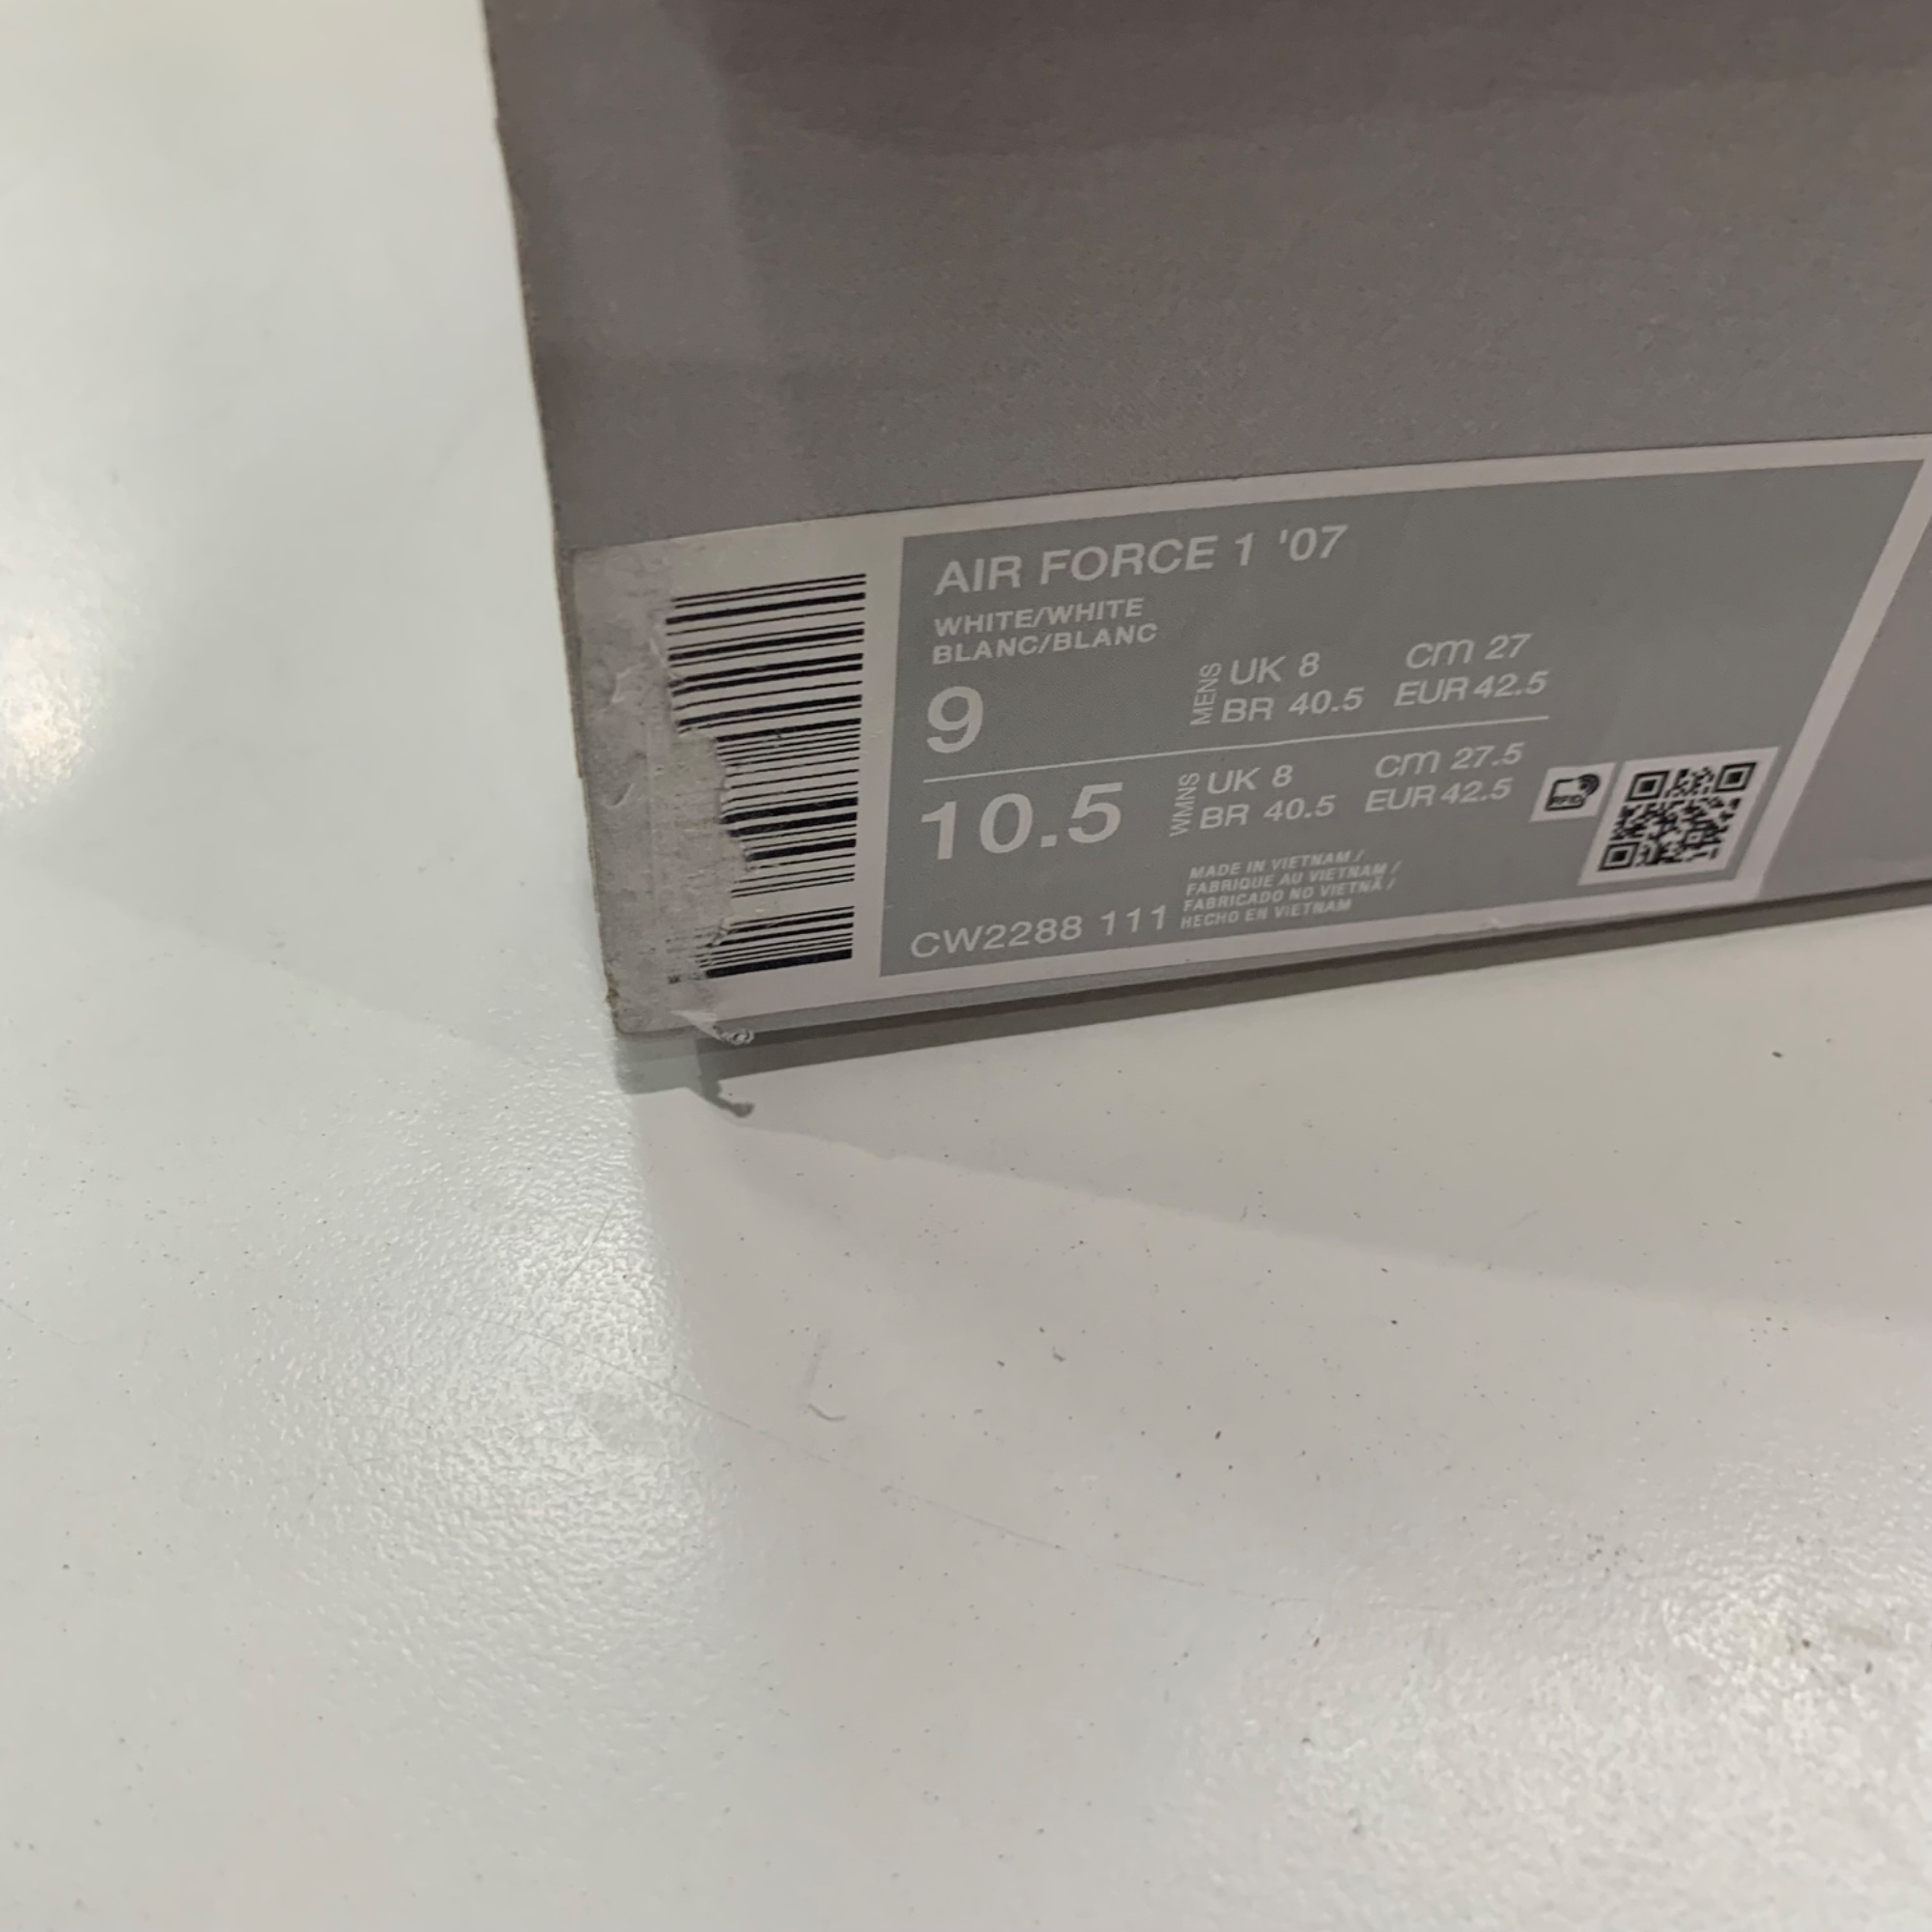 AIR FORCE 1 '07
WHITE/WHITE
BLANC/BLANC
9
MENS
UK 8 cm 27
BR 40.5 EUR 42.5
10.5
WMNS
UK 8 cm 27.5
BR 40.5 EUR 42.5
RFID
MADE IN VIETNAM /
FABRIQUE AU VIETNAM /
FABRICADO NO VIETNÃ /
HECHO EN VIETNAM
CW2288 111